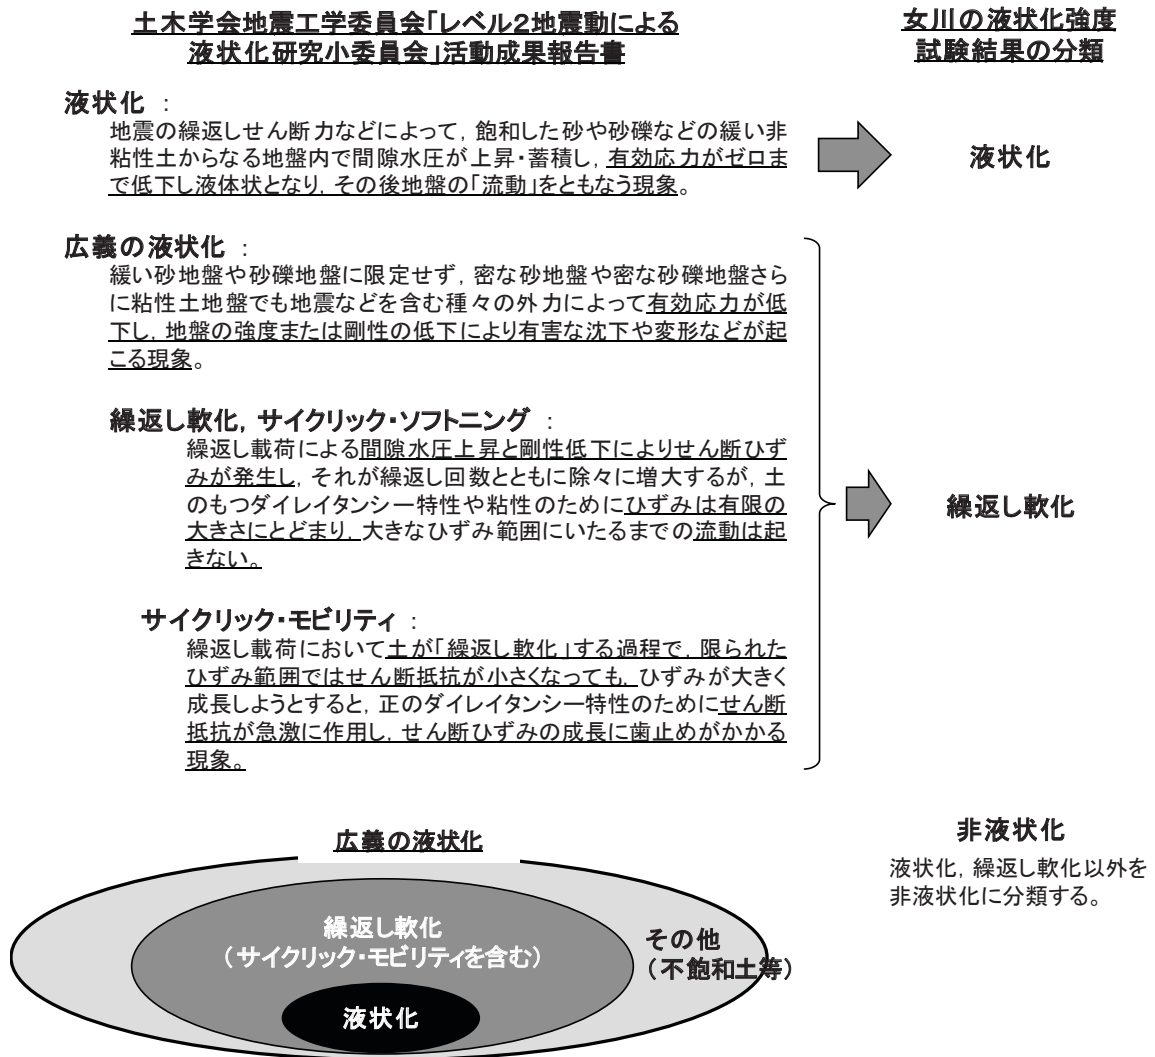 土木学会地震工学委員会「レベル2地震動による
液状化研究小委員会」活動成果報告書
女川の液状化強度
試験結果の分類
液状化 :
地震の繰返しせん断力などによって,飽和した砂や砂礫などの緩い非
粘性土からなる地盤内で間隙水圧が上昇・蓄積し,有効応力がゼロま
で低下し液体状となり,その後地盤の「流動」をともなう現象。
液状化
広義の液状化 :
緩い砂地盤や砂礫地盤に限定せず,密な砂地盤や密な砂礫地盤さら
に粘性土地盤でも地震などを含む種々の外力によって有効応力が低
下し,地盤の強度または剛性の低下により有害な沈下や変形などが起
こる現象。
繰返し軟化,サイクリック・ソフトニング :
繰返し載荷による間隙水圧上昇と剛性低下によりせん断ひず
みが発生し,それが繰返し回数とともに除々に増大するが,土
のもつダイレイタンシー特性や粘性のためにひずみは有限の
大きさにとどまり,大きなひずみ範囲にいたるまでの流動は起
きない。
繰返し軟化
サイクリック・モビリティ :
繰返し載荷において土が「繰返し軟化」する過程で,限られた
ひずみ範囲ではせん断抵抗が小さくなっても,ひずみが大きく
成長しようとすると,正のダイレイタンシー特性のためにせん断
抵抗が急激に作用し,せん断ひずみの成長に歯止めがかかる
現象。
非液状化
液状化,繰返し軟化以外を
非液状化に分類する。
広義の液状化
繰返し軟化
(サイクリック・モビリティを含む)
その他
(不飽和土等)
液状化